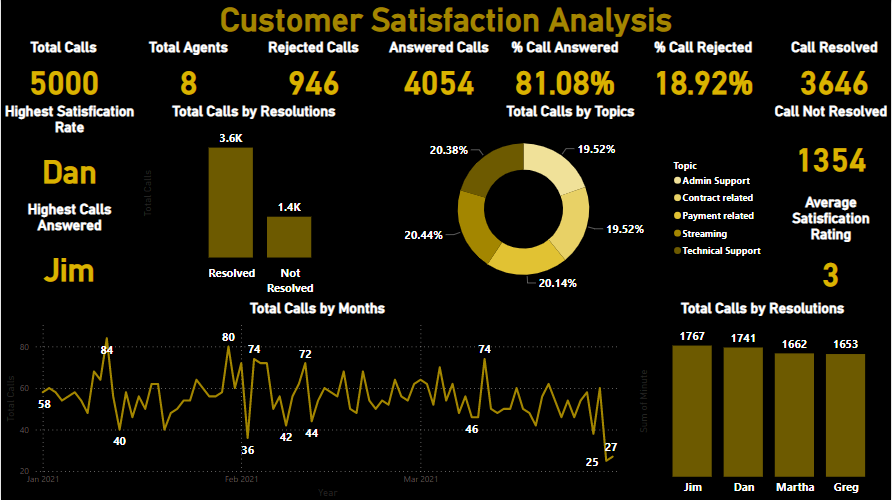 Customer Satisfaction Analysis
Total Calls
Total Agents
Rejected Calls
Answered Calls
% Call Answered
% Call Rejected
Call Resolved
5000
8
946
4054
81.08%
18.92%
3646
Highest Satisfication
Rate
Dan
Highest Calls
Answered
Jim
Total Calls by Resolutions
Total Calls
3.6K
1.4K
Resolved
Not
Resolved
Total Calls by Topics
20.38%
19.52%
20.44%
19.52%
20.14%
Topic
Admin Support
Contract related
Payment related
Streaming
Technical Support
Call Not Resolved
1354
Average
Satisfication
Rating
3
Total Calls by Months
Total Calls
80
60
40
20
58
84
40
80
36
74
42
72
44
46
74
25
27
Jan 2021
Feb 2021
Mar 2021
Year
Total Calls by Resolutions
Sum of Minute
1767
1741
1662
1653
Jim
Dan
Martha
Greg